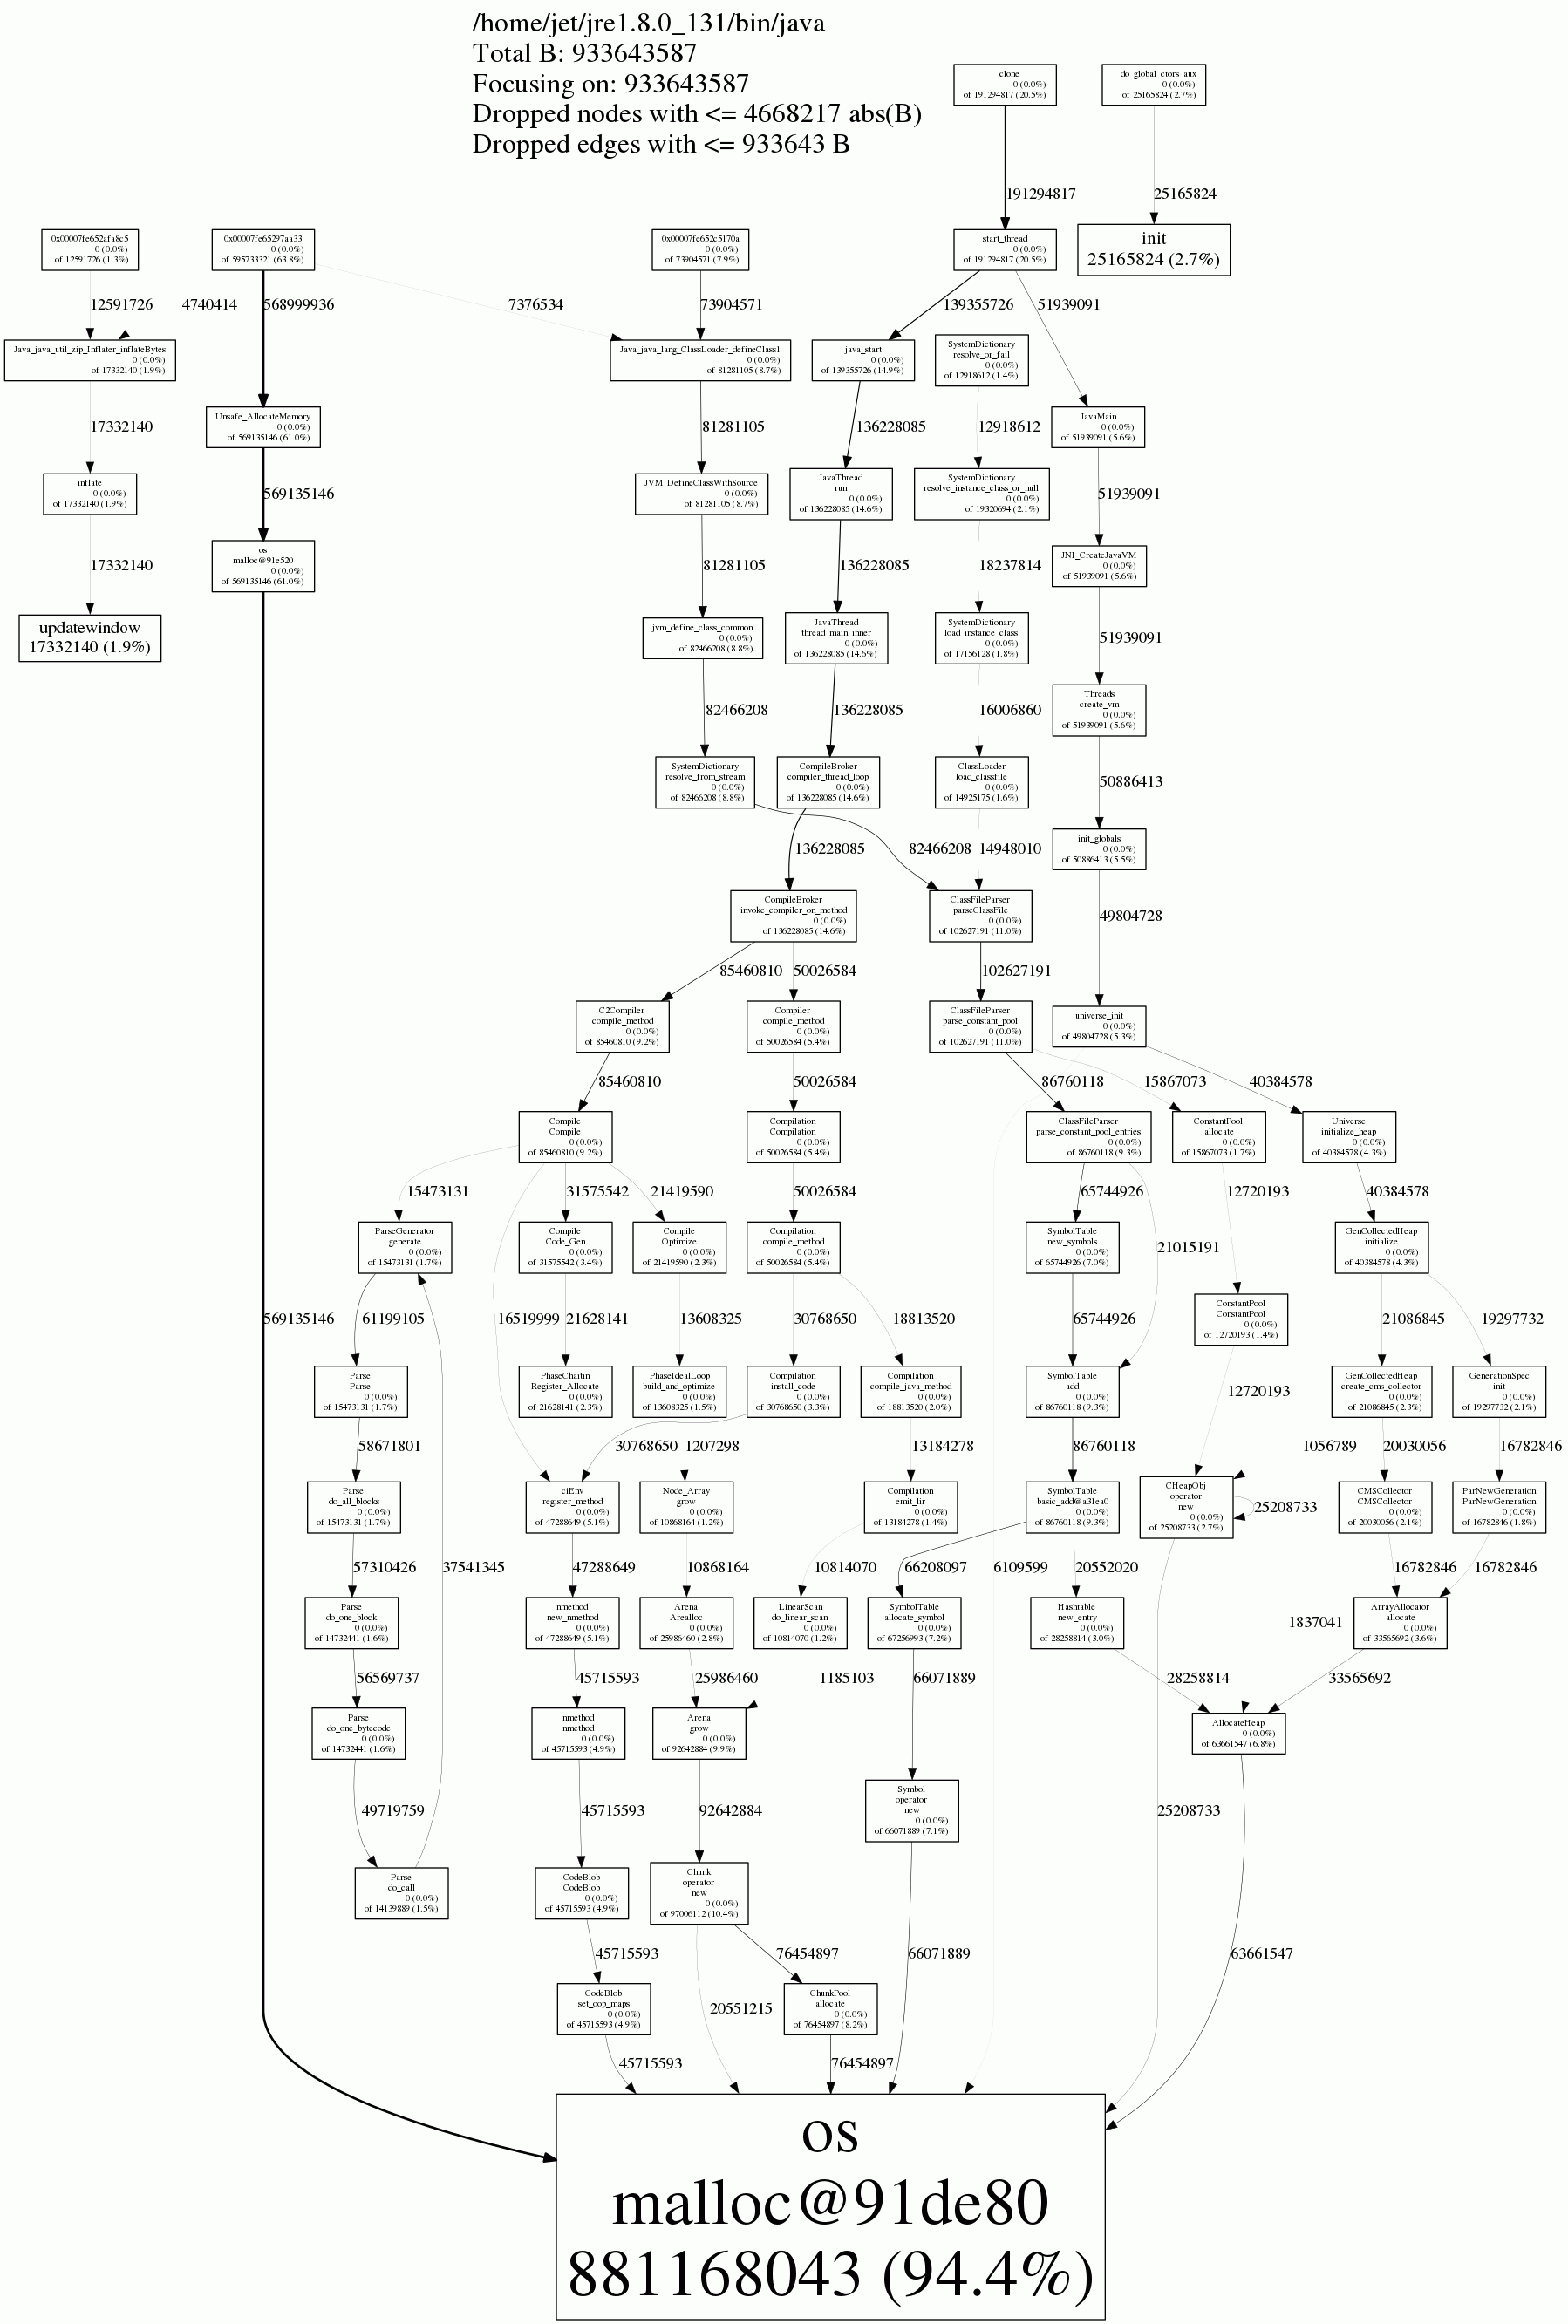 /home/jet/jre1.8.0_131/bin/java
Total B: 933643587
Focusing on: 933643587
Dropped nodes with <= 4668217 abs(B)
Dropped edges with <= 933643 B
__clone
0 (0.0%)
of 191294817 (20.5%)
__do_global_ctors_aux
0 (0.0%)
of 25165824 (2.7%)
191294817
25165824
0x00007fe652afa8c5
0 (0.0%)
of 12591726 (1.3%)
0x00007fe65297aa33
0 (0.0%)
of 595733321 (63.8%)
0x00007fe652c5170a
0 (0.0%)
of 73904571 (7.9%)
start_thread
0 (0.0%)
of 191294817 (20.5%)
init
25165824 (2.7%)
12591726
4740414
568999936
7376534
73904571
139355726
51939091
Java_java_util_zip_Inflater_inflateBytes
0 (0.0%)
of 17332140 (1.9%)
Java_java_lang_ClassLoader_defineClass1
0 (0.0%)
of 81281105 (8.7%)
java_start
0 (0.0%)
of 139355726 (14.9%)
SystemDictionary
resolve_or_fail
0 (0.0%)
of 12918612 (1.4%)
17332140
Unsafe_AllocateMemory
0 (0.0%)
of 569135146 (61.0%)
81281105
136228085
12918612
JavaMain
0 (0.0%)
of 51939091 (5.6%)
inflate
0 (0.0%)
of 17332140 (1.9%)
569135146
JVM_DefineClassWithSource
0 (0.0%)
of 81281105 (8.7%)
JavaThread
run
0 (0.0%)
of 136228085 (14.6%)
SystemDictionary
resolve_instance_class_or_null
0 (0.0%)
of 19320694 (2.1%)
51939091
17332140
os
malloc@91e520
0 (0.0%)
of 569135146 (61.0%)
81281105
136228085
18237814
JNI_CreateJavaVM
0 (0.0%)
of 51939091 (5.6%)
updatewindow
17332140 (1.9%)
jvm_define_class_common
0 (0.0%)
of 82466208 (8.8%)
JavaThread
thread_main_inner
0 (0.0%)
of 136228085 (14.6%)
SystemDictionary
load_instance_class
0 (0.0%)
of 17156128 (1.8%)
51939091
82466208
136228085
16006860
Threads
create_vm
0 (0.0%)
of 51939091 (5.6%)
SystemDictionary
resolve_from_stream
0 (0.0%)
of 82466208 (8.8%)
CompileBroker
compiler_thread_loop
0 (0.0%)
of 136228085 (14.6%)
ClassLoader
load_classfile
0 (0.0%)
of 14925175 (1.6%)
50886413
136228085
82466208
14948010
init_globals
0 (0.0%)
of 50886413 (5.5%)
CompileBroker
invoke_compiler_on_method
0 (0.0%)
of 136228085 (14.6%)
ClassFileParser
parseClassFile
0 (0.0%)
of 102627191 (11.0%)
49804728
85460810
50026584
102627191
C2Compiler
compile_method
0 (0.0%)
of 85460810 (9.2%)
Compiler
compile_method
0 (0.0%)
of 50026584 (5.4%)
ClassFileParser
parse_constant_pool
0 (0.0%)
of 102627191 (11.0%)
universe_init
0 (0.0%)
of 49804728 (5.3%)
85460810
50026584
86760118
15867073
40384578
Compile
Compile
0 (0.0%)
of 85460810 (9.2%)
Compilation
Compilation
0 (0.0%)
of 50026584 (5.4%)
ClassFileParser
parse_constant_pool_entries
0 (0.0%)
of 86760118 (9.3%)
ConstantPool
allocate
0 (0.0%)
of 15867073 (1.7%)
Universe
initialize_heap
0 (0.0%)
of 40384578 (4.3%)
15473131
31575542
21419590
50026584
65744926
12720193
40384578
ParseGenerator
generate
0 (0.0%)
of 15473131 (1.7%)
Compile
Code_Gen
0 (0.0%)
of 31575542 (3.4%)
Compile
Optimize
0 (0.0%)
of 21419590 (2.3%)
Compilation
compile_method
0 (0.0%)
of 50026584 (5.4%)
SymbolTable
new_symbols
0 (0.0%)
of 65744926 (7.0%)
21015191
GenCollectedHeap
initialize
0 (0.0%)
of 40384578 (4.3%)
569135146
61199105
16519999
21628141
13608325
30768650
18813520
65744926
ConstantPool
ConstantPool
0 (0.0%)
of 12720193 (1.4%)
21086845
19297732
Parse
Parse
0 (0.0%)
of 15473131 (1.7%)
PhaseChaitin
Register_Allocate
0 (0.0%)
of 21628141 (2.3%)
PhaseIdealLoop
build_and_optimize
0 (0.0%)
of 13608325 (1.5%)
Compilation
install_code
0 (0.0%)
of 30768650 (3.3%)
Compilation
compile_java_method
0 (0.0%)
of 18813520 (2.0%)
SymbolTable
add
0 (0.0%)
of 86760118 (9.3%)
12720193
GenCollectedHeap
create_cms_collector
0 (0.0%)
of 21086845 (2.3%)
GenerationSpec
init
0 (0.0%)
of 19297732 (2.1%)
58671801
30768650
1207298
13184278
86760118
1056789
20030056
16782846
Parse
do_all_blocks
0 (0.0%)
of 15473131 (1.7%)
ciEnv
register_method
0 (0.0%)
of 47288649 (5.1%)
Node_Array
grow
0 (0.0%)
of 10868164 (1.2%)
Compilation
emit_lir
0 (0.0%)
of 13184278 (1.4%)
SymbolTable
basic_add@a31ea0
0 (0.0%)
of 86760118 (9.3%)
CHeapObj
operator
new
0 (0.0%)
of 25208733 (2.7%)
25208733
CMSCollector
CMSCollector
0 (0.0%)
of 20030056 (2.1%)
ParNewGeneration
ParNewGeneration
0 (0.0%)
of 16782846 (1.8%)
57310426
37541345
47288649
10868164
10814070
66208097
6109599
20552020
16782846
16782846
Parse
do_one_block
0 (0.0%)
of 14732441 (1.6%)
nmethod
new_nmethod
0 (0.0%)
of 47288649 (5.1%)
Arena
Arealloc
0 (0.0%)
of 25986460 (2.8%)
LinearScan
do_linear_scan
0 (0.0%)
of 10814070 (1.2%)
SymbolTable
allocate_symbol
0 (0.0%)
of 67256993 (7.2%)
Hashtable
new_entry
0 (0.0%)
of 28258814 (3.0%)
1837041
ArrayAllocator
allocate
0 (0.0%)
of 33565692 (3.6%)
56569737
45715593
25986460
1185103
66071889
28258814
33565692
Parse
do_one_bytecode
0 (0.0%)
of 14732441 (1.6%)
nmethod
nmethod
0 (0.0%)
of 45715593 (4.9%)
Arena
grow
0 (0.0%)
of 92642884 (9.9%)
AllocateHeap
0 (0.0%)
of 63661547 (6.8%)
49719759
45715593
92642884
Symbol
operator
new
0 (0.0%)
of 66071889 (7.1%)
25208733
Parse
do_call
0 (0.0%)
of 14139889 (1.5%)
CodeBlob
CodeBlob
0 (0.0%)
of 45715593 (4.9%)
Chunk
operator
new
0 (0.0%)
of 97006112 (10.4%)
45715593
76454897
66071889
63661547
CodeBlob
set_oop_maps
0 (0.0%)
of 45715593 (4.9%)
20551215
ChunkPool
allocate
0 (0.0%)
of 76454897 (8.2%)
45715593
76454897
os
malloc@91de80
881168043 (94.4%)